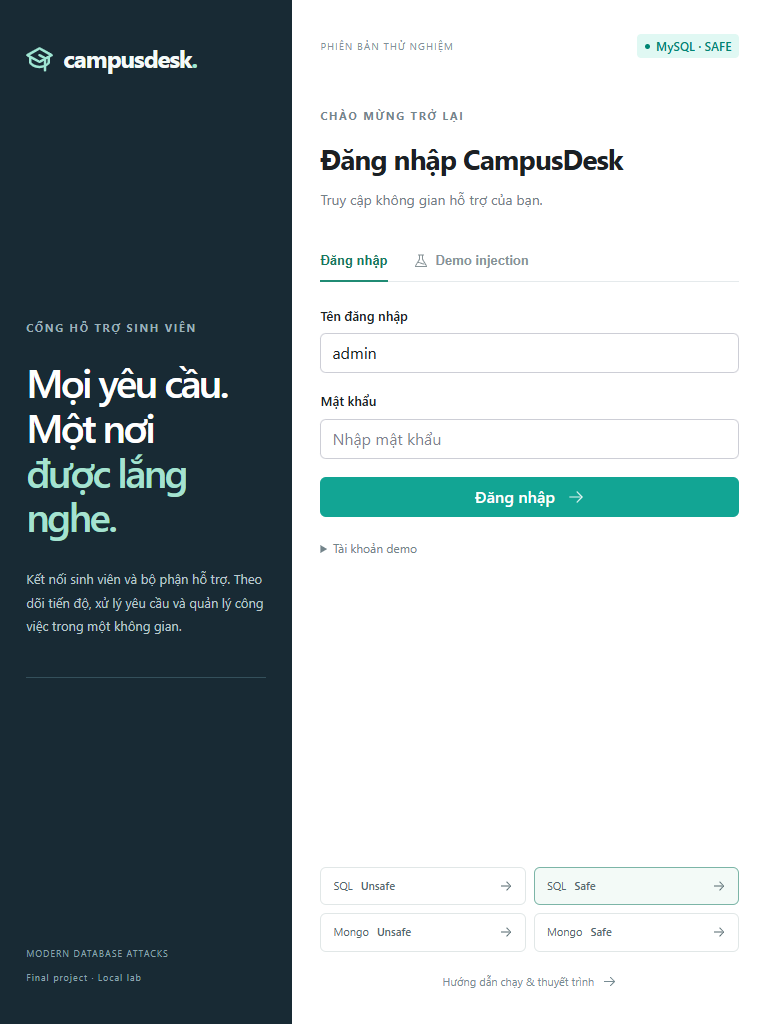 campusdesk.
CỔNG HỖ TRỢ SINH VIÊN
Mọi yêu cầu.
Một nơi
được lắng
nghe.
Kết nối sinh viên và bộ phận hỗ trợ. Theo
dõi tiến độ, xử lý yêu cầu và quản lý công
việc trong một không gian.
MODERN DATABASE ATTACKS
Final project · Local lab
PHIÊN BẢN THỬ NGHIỆM
MySQL · SAFE
CHÀO MỪNG TRỞ LẠI
Đăng nhập CampusDesk
Truy cập không gian hỗ trợ của bạn.
Đăng nhập
Demo injection
Tên đăng nhập
admin
Mật khẩu
Nhập mật khẩu
Đăng nhập →
▶ Tài khoản demo
SQL Unsafe →
SQL Safe →
Mongo Unsafe →
Mongo Safe →
Hướng dẫn chạy & thuyết trình →